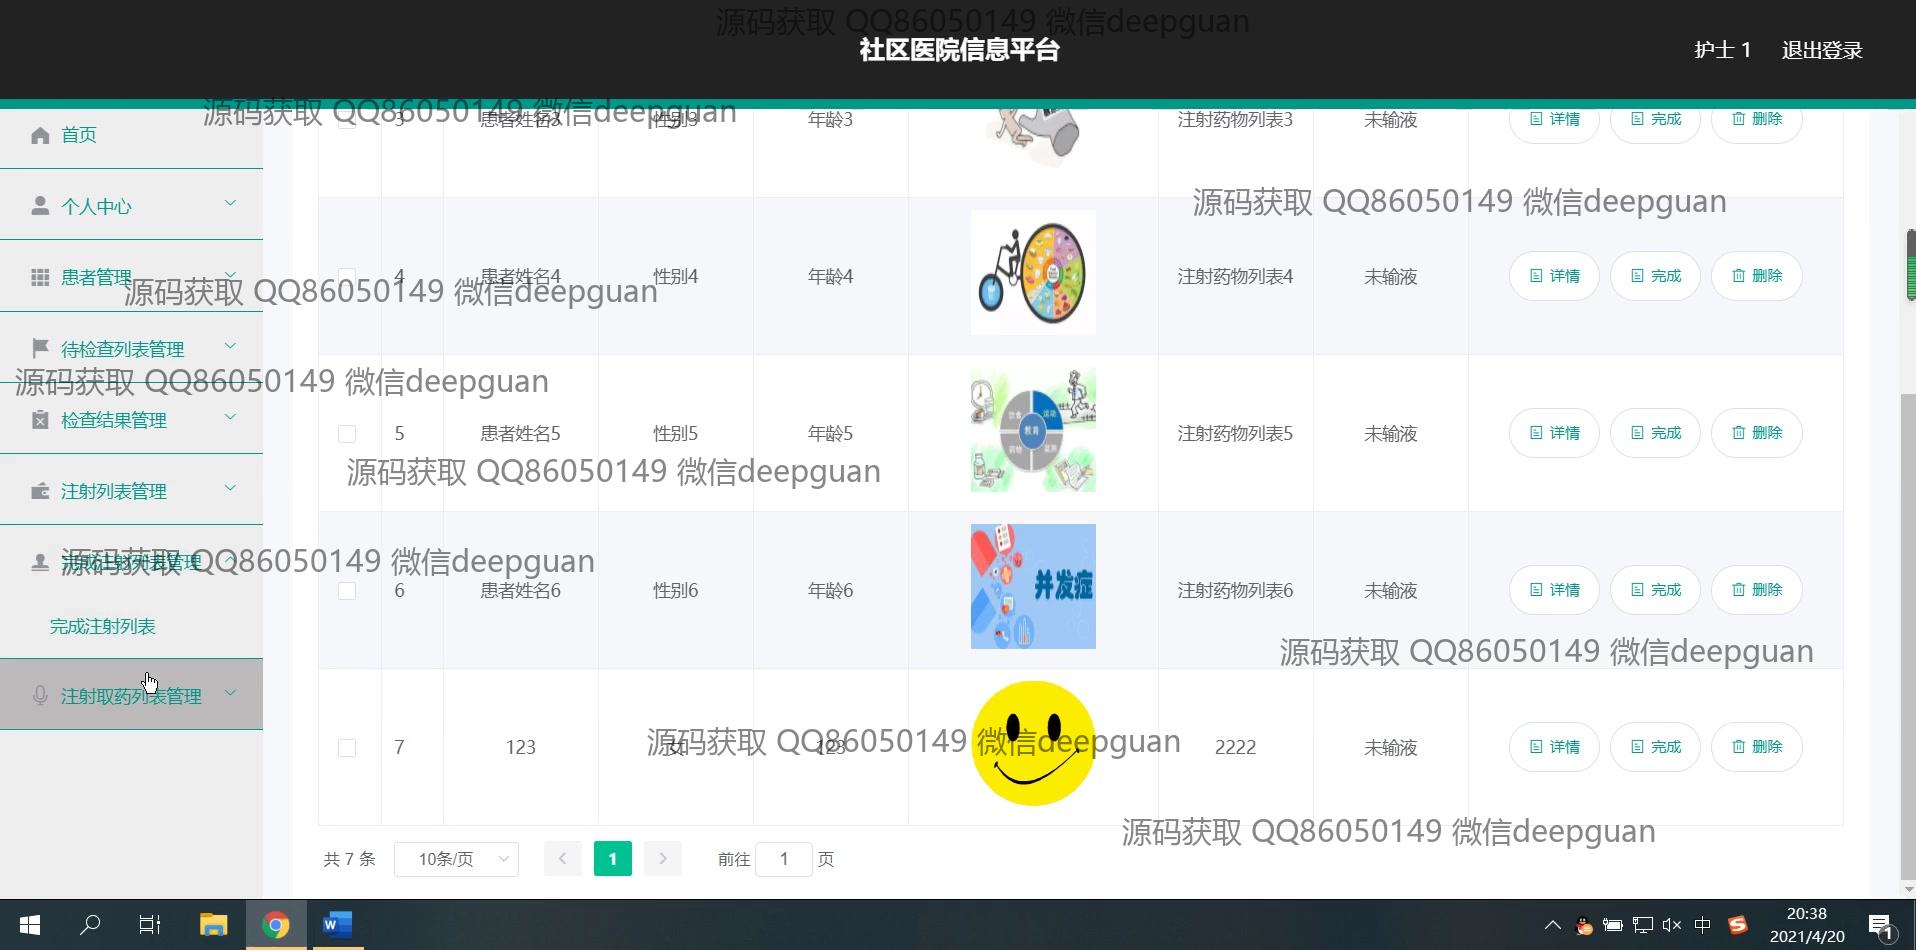 源码获取 QQ86050149 微信deepguan
社区医院信息平台
护士 1 退出登录
源码获取 QQ86050149 微信deepguan
首页
3 患者姓名3 性别3 年龄3 注射药物列表3 未输液 详情 完成 删除
源码获取 QQ86050149 微信deepguan
个人中心
患者管理
4 患者姓名4 性别4 年龄4 注射药物列表4 未输液 详情 完成 删除
源码获取 QQ86050149 微信deepguan
待检查列表管理
源码获取 QQ86050149 微信deepguan
检查结果管理
饮食 运动
教育
药物 监测
5 患者姓名5 性别5 年龄5 注射药物列表5 未输液 详情 完成 删除
源码获取 QQ86050149 微信deepguan
注射列表管理
完成注射列表管理
源码获取 QQ86050149 微信deepguan
并发症
6 患者姓名6 性别6 年龄6 注射药物列表6 未输液 详情 完成 删除
完成注射列表
源码获取 QQ86050149 微信deepguan
注射取药列表管理
7 123 女 123 2222 未输液 详情 完成 删除
源码获取 QQ86050149 微信deepguan
源码获取 QQ86050149 微信deepguan
共 7 条 10条/页 1 前往 1 页
中 20:38
2021/4/20 1